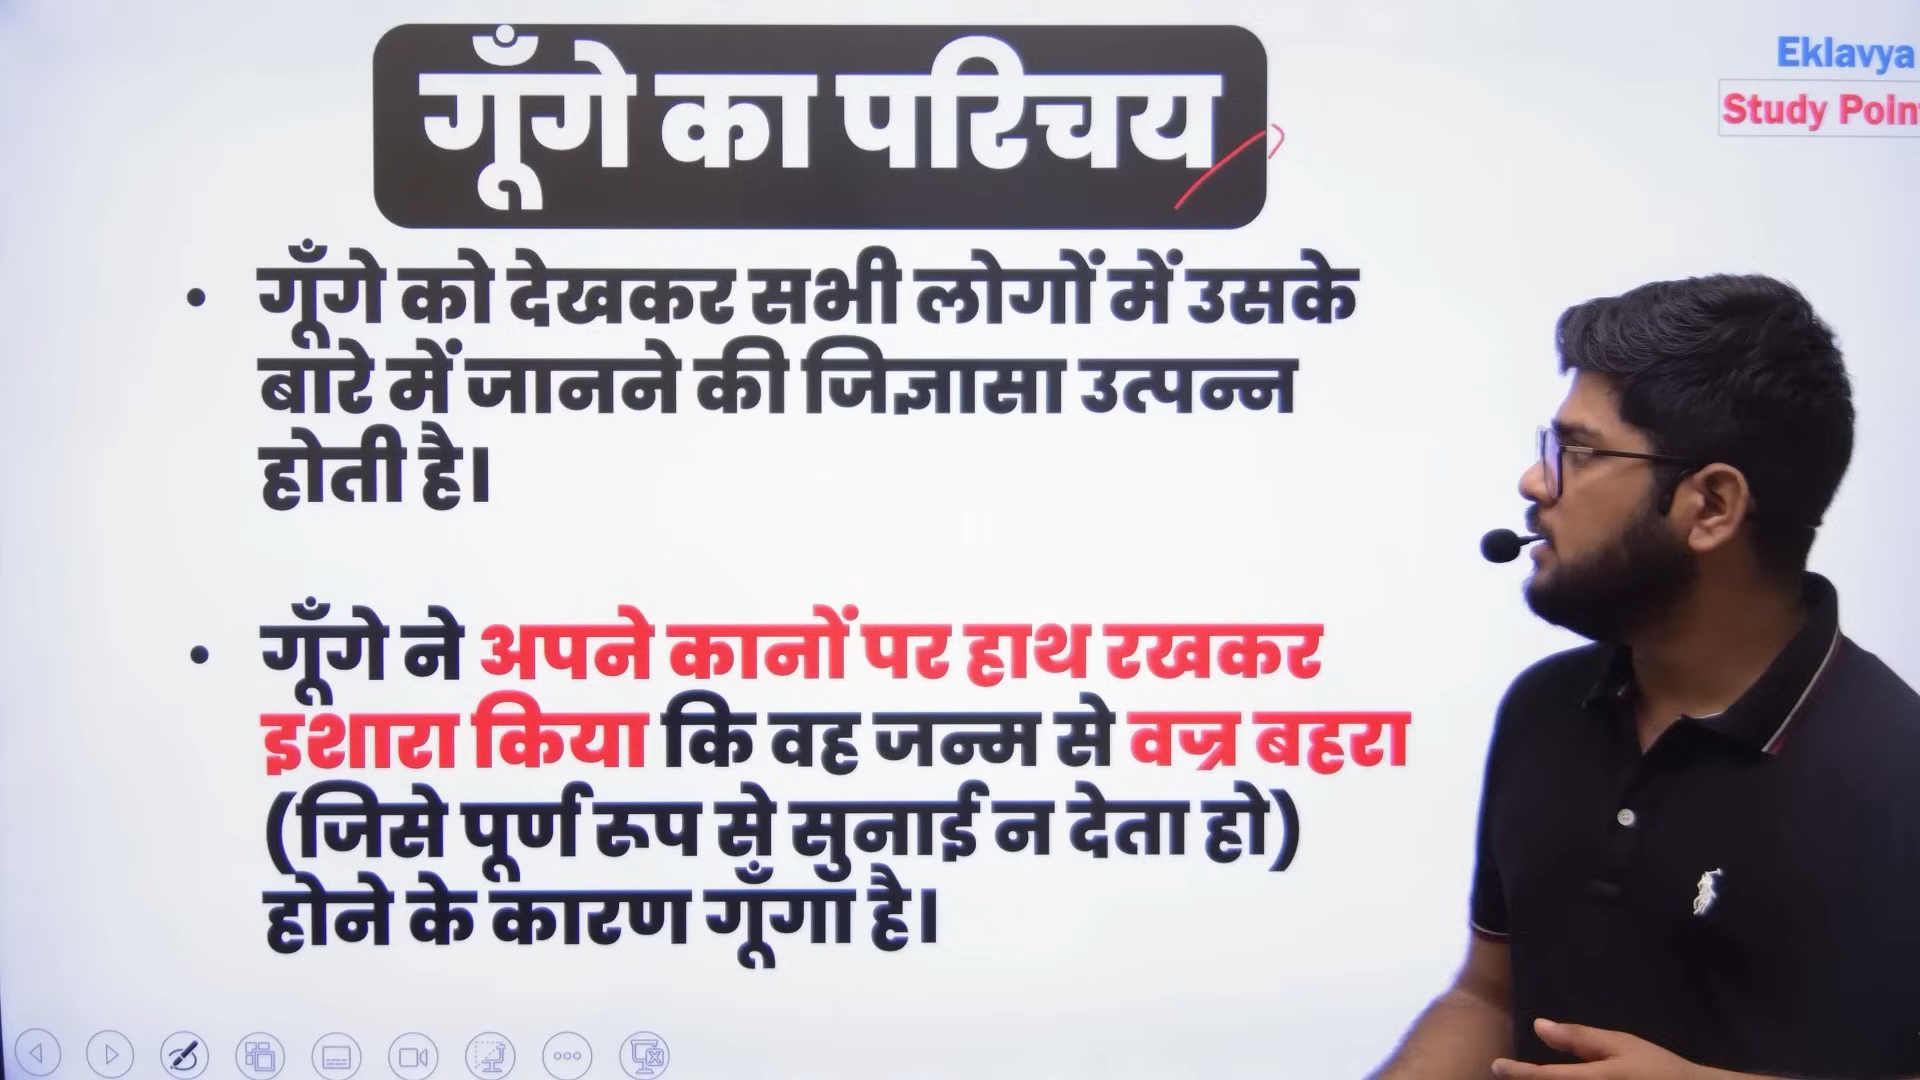 गूँगे का परिचय
Eklavya
Study Point
गूँगे को देखकर सभी लोगों में उसके
बारे में जानने की जिज्ञासा उत्पन्न
होती है।
गूँगे ने अपने कानों पर हाथ रखकर
इशारा किया कि वह जन्म से वज्र बहरा
(जिसे पूर्ण रूप से सुनाई न देता हो)
होने के कारण गूँगा है।